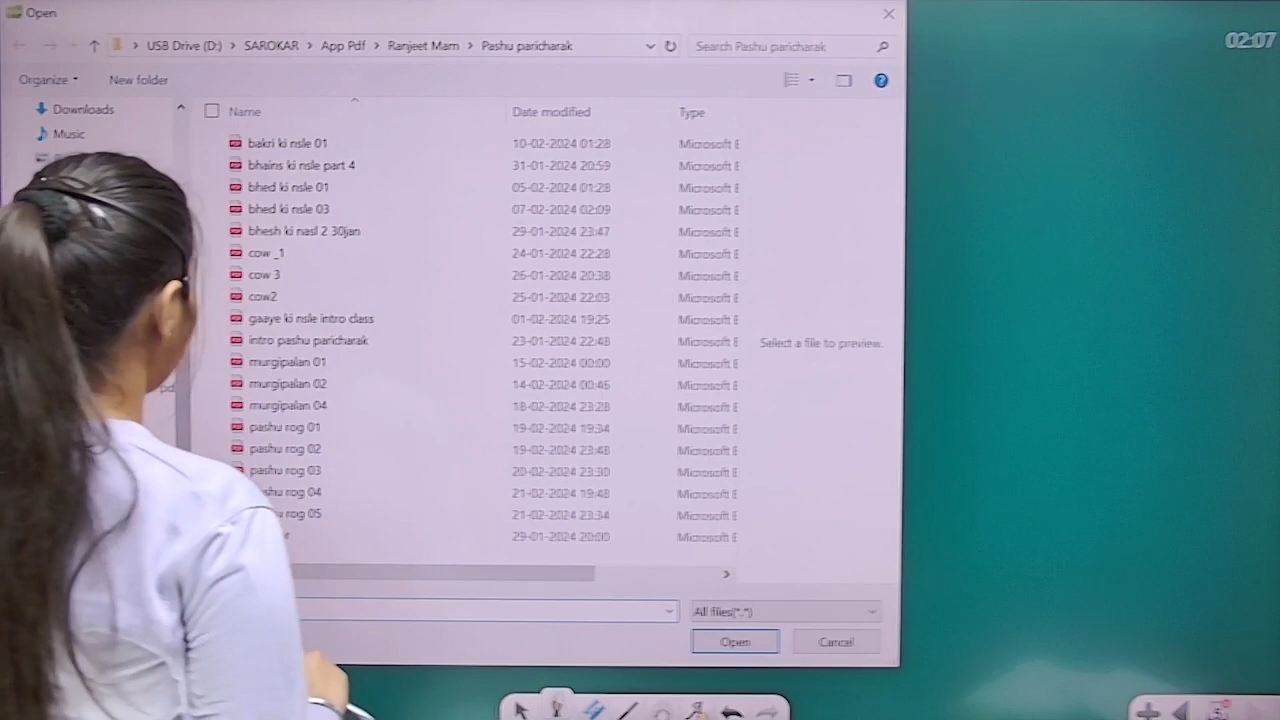 Open
02:07
USB Drive (D:) > SAROKAR > App Pdf > Ranjeet Mam > Pashu paricharak
Search Pashu paricharak
Organize New folder
Downloads
Music
Name Date modified Type
bakri ki nsle 01 10-02-2024 01:28 Microsoft E
bhains ki nsle part 4 31-01-2024 20:59 Microsoft E
bhed ki nsle 01 05-02-2024 01:28 Microsoft E
bhed ki nsle 03 07-02-2024 02:09 Microsoft E
bhesh ki nasl 2 30jan 29-01-2024 23:47 Microsoft E
cow _1 24-01-2024 22:28 Microsoft E
cow 3 26-01-2024 20:38 Microsoft E
cow2 25-01-2024 22:03 Microsoft E
gaaye ki nsle intro class 01-02-2024 19:25 Microsoft E
intro pashu paricharak 23-01-2024 22:48 Microsoft E
Select a file to preview.
murgipalan 01 15-02-2024 00:00 Microsoft E
murgipalan 02 14-02-2024 00:46 Microsoft E
murgipalan 04 18-02-2024 23:28 Microsoft E
pashu rog 01 19-02-2024 19:34 Microsoft E
pashu rog 02 19-02-2024 23:48 Microsoft E
pashu rog 03 20-02-2024 23:30 Microsoft E
shu rog 04 21-02-2024 19:48 Microsoft E
u rog 05 21-02-2024 23:34 Microsoft E
29-01-2024 20:00 Microsoft E
All files(*.*)
Open Cancel